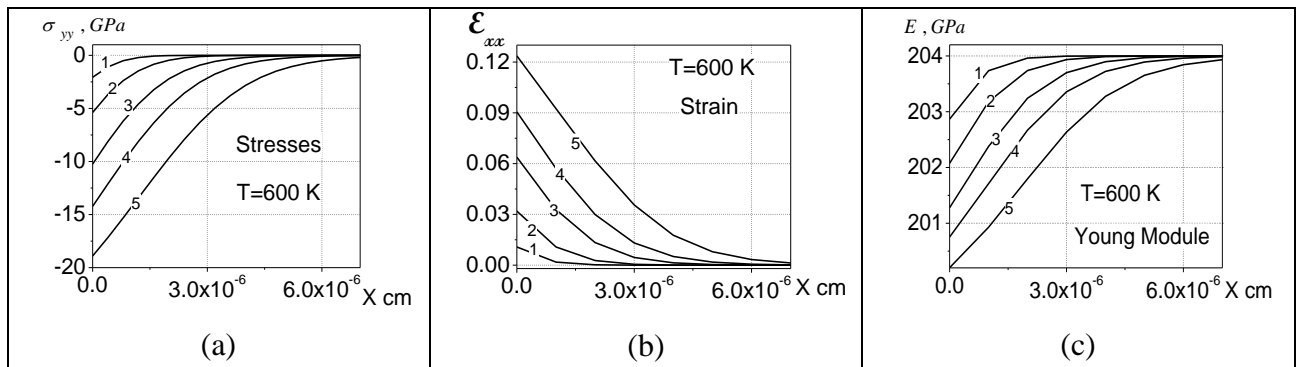 σ yy , GPa
0
-5
-10
-15
-20
1
2
3
4
5
Stresses
T=600 K
0.0
3.0x10⁻⁶
6.0x10⁻⁶ X cm
(a)
ε xx
0.12
0.09
0.06
0.03
0.00
T=600 K
Strain
5
4
3
2
1
0.0
3.0x10⁻⁶
6.0x10⁻⁶ X cm
(b)
E , GPa
204
203
202
201
1
2
3
4
5
T=600 K
Young Module
0.0
3.0x10⁻⁶
6.0x10⁻⁶ X cm
(c)